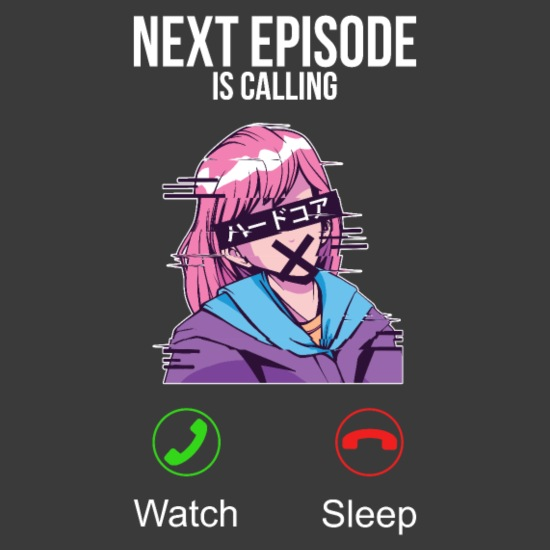 NEXT EPISODE
IS CALLING
ハードコア
Watch
Sleep